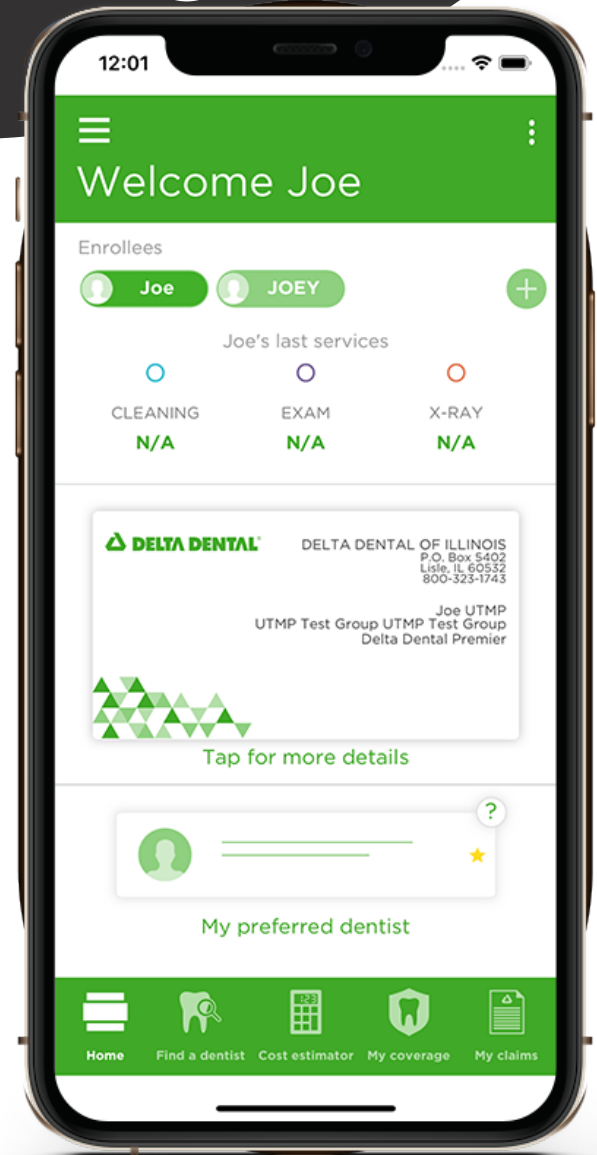 12:01
Welcome Joe
Enrollees
Joe JOEY
Joe's last services
CLEANING EXAM X-RAY
N/A N/A N/A
DELTA DENTAL
DELTA DENTAL OF ILLINOIS
P.O. Box 5402
Lisle, IL 60532
800-323-1743
Joe UTMP
UTMP Test Group UTMP Test Group
Delta Dental Premier
Tap for more details
?
My preferred dentist
123
Home Find a dentist Cost estimator My coverage My claims